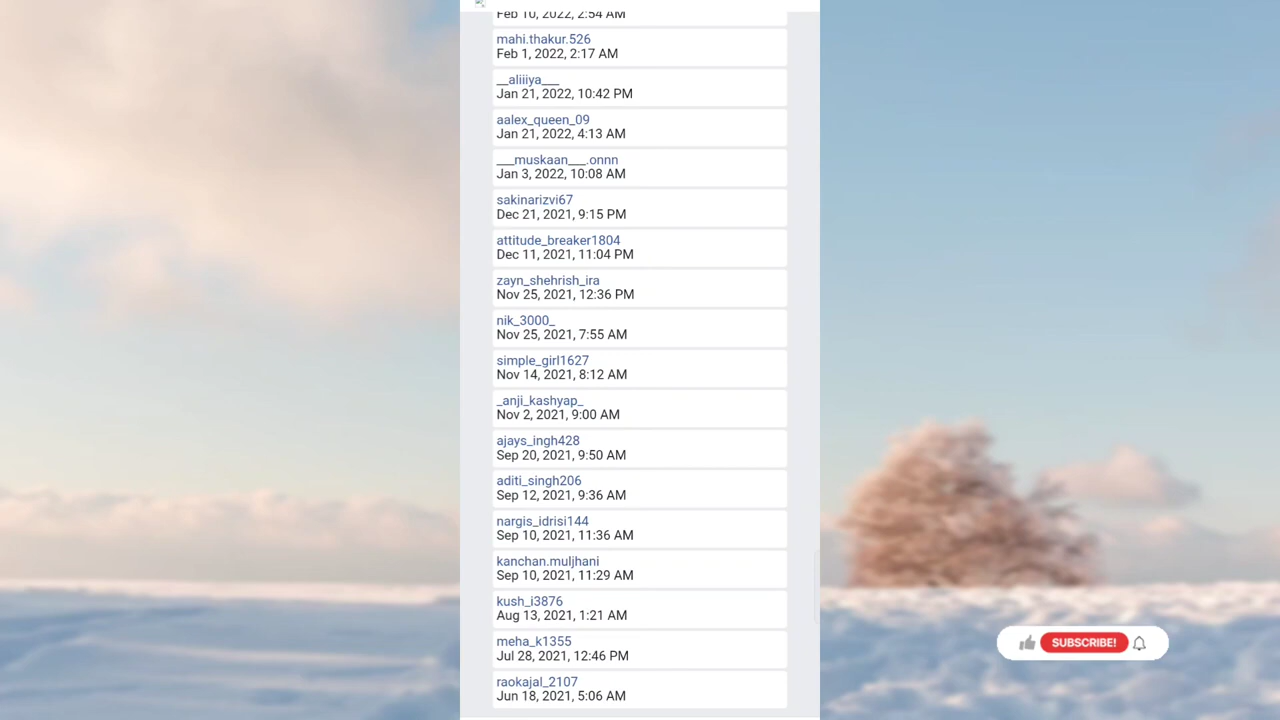 Feb 10, 2022, 2:54 AM
mahi.thakur.526
Feb 1, 2022, 2:17 AM
__aliiiya___
Jan 21, 2022, 10:42 PM
aalex_queen_09
Jan 21, 2022, 4:13 AM
___muskaan___.onnn
Jan 3, 2022, 10:08 AM
sakinarizvi67
Dec 21, 2021, 9:15 PM
attitude_breaker1804
Dec 11, 2021, 11:04 PM
zayn_shehrish_ira
Nov 25, 2021, 12:36 PM
nik_3000_
Nov 25, 2021, 7:55 AM
simple_girl1627
Nov 14, 2021, 8:12 AM
_anji_kashyap_
Nov 2, 2021, 9:00 AM
ajays_ingh428
Sep 20, 2021, 9:50 AM
aditi_singh206
Sep 12, 2021, 9:36 AM
nargis_idrisi144
Sep 10, 2021, 11:36 AM
kanchan.muljhani
Sep 10, 2021, 11:29 AM
kush_i3876
Aug 13, 2021, 1:21 AM
meha_k1355
Jul 28, 2021, 12:46 PM
raokajal_2107
Jun 18, 2021, 5:06 AM
SUBSCRIBE!